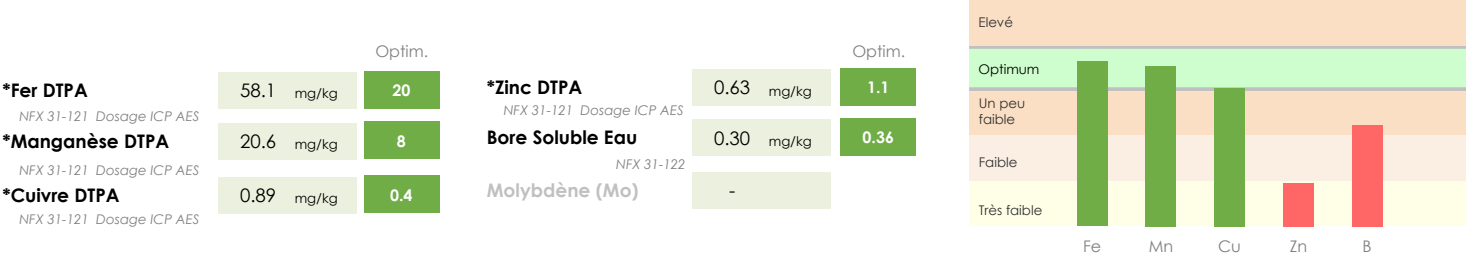 Optim.
*Fer DTPA 58.1 mg/kg 20
NFX 31-121 Dosage ICP AES
*Manganèse DTPA 20.6 mg/kg 8
NFX 31-121 Dosage ICP AES
*Cuivre DTPA 0.89 mg/kg 0.4
NFX 31-121 Dosage ICP AES
Optim.
*Zinc DTPA 0.63 mg/kg 1.1
NFX 31-121 Dosage ICP AES
Bore Soluble Eau 0.30 mg/kg 0.36
NFX 31-122
Molybdène (Mo) -
Elevé
Optimum
Un peu
faible
Faible
Très faible
Fe Mn Cu Zn B